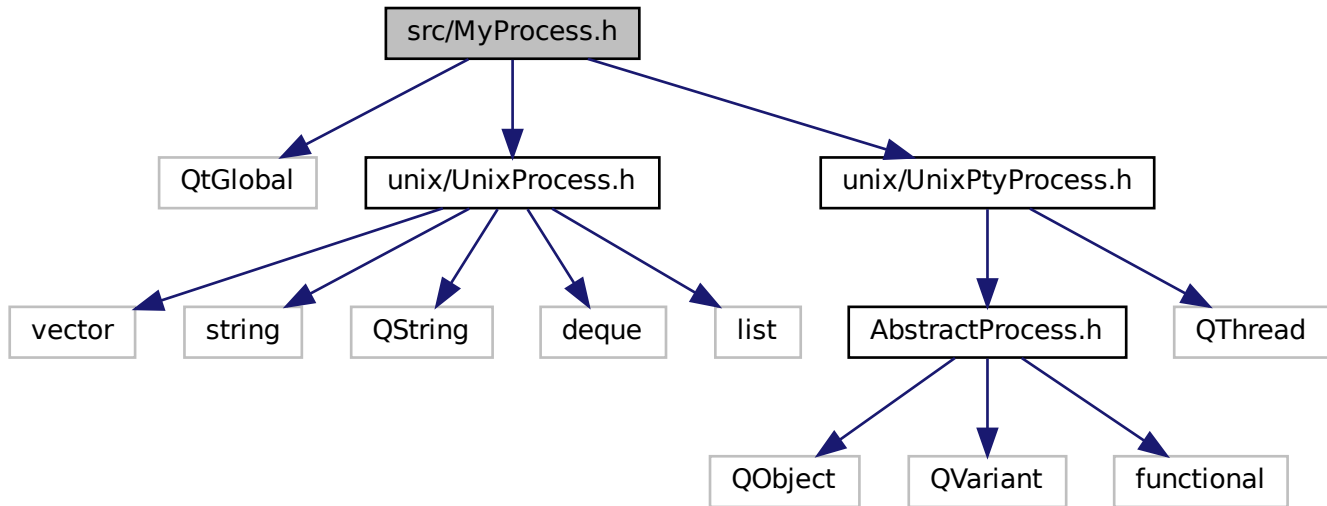 src/MyProcess.h
QtGlobal
unix/UnixProcess.h
unix/UnixPtyProcess.h
vector
string
QString
deque
list
AbstractProcess.h
QThread
QObject
QVariant
functional